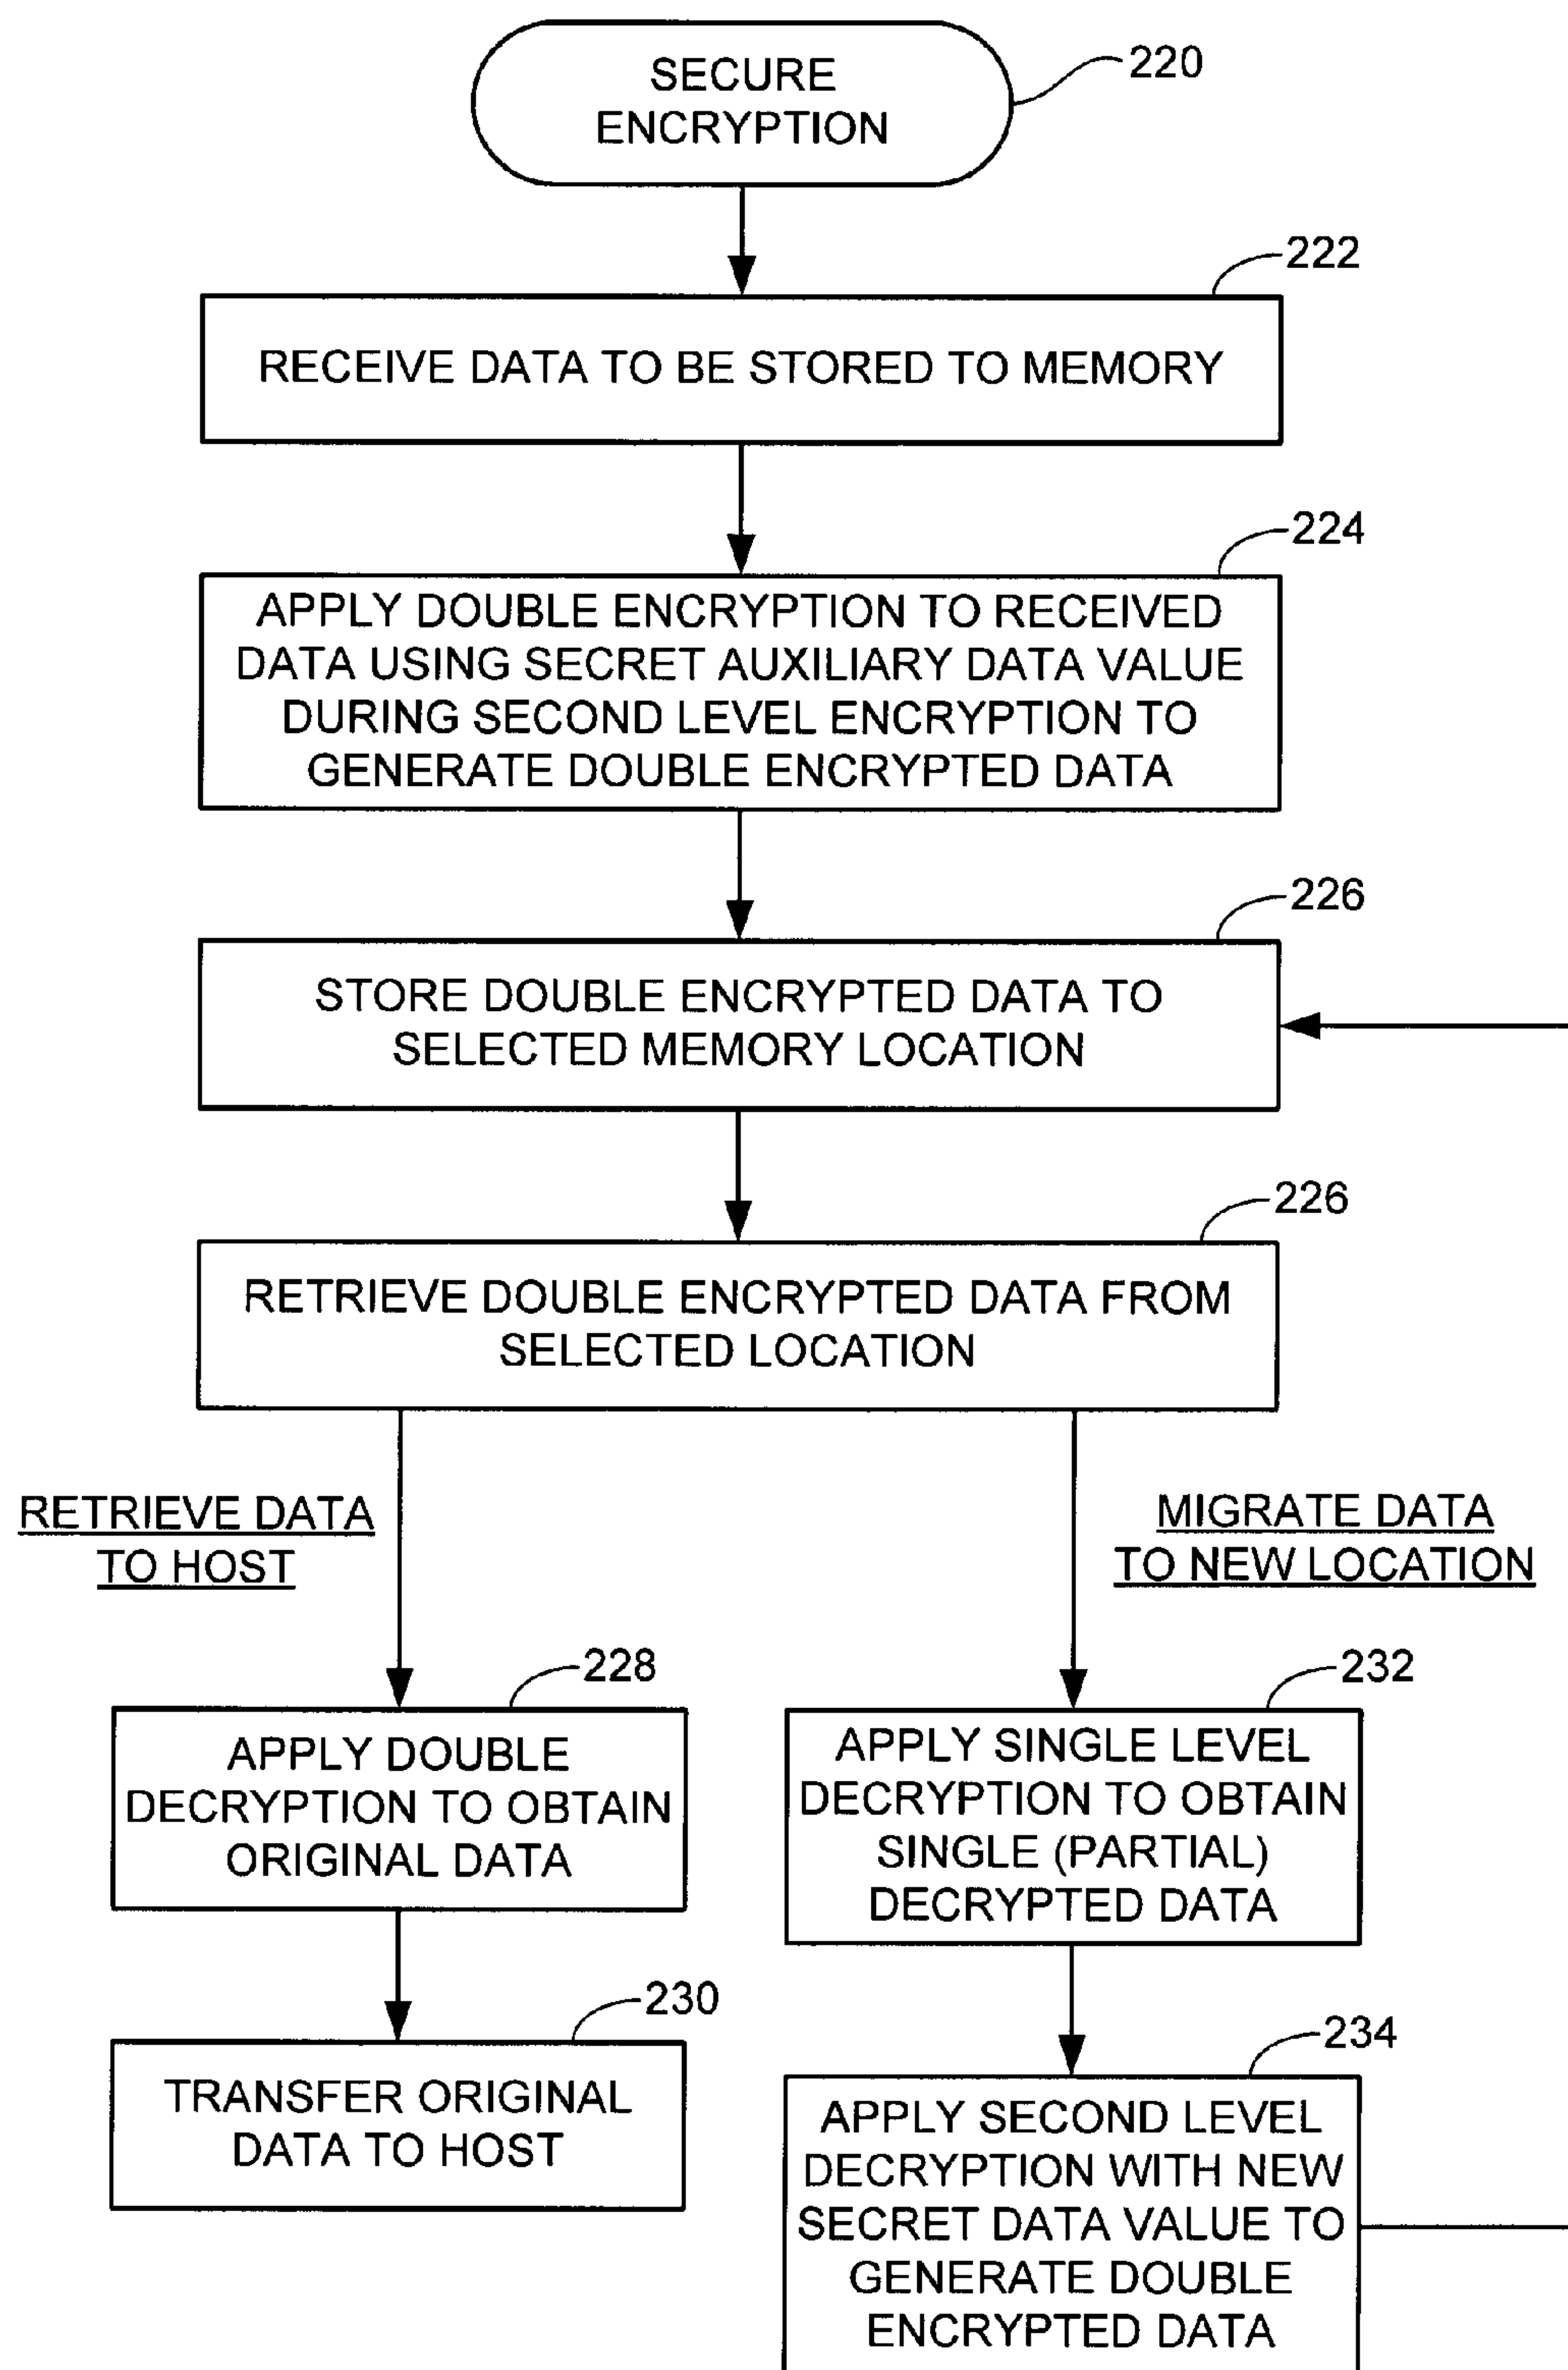 SECURE
ENCRYPTION
220
222
RECEIVE DATA TO BE STORED TO MEMORY
224
APPLY DOUBLE ENCRYPTION TO RECEIVED
DATA USING SECRET AUXILIARY DATA VALUE
DURING SECOND LEVEL ENCRYPTION TO
GENERATE DOUBLE ENCRYPTED DATA
226
STORE DOUBLE ENCRYPTED DATA TO
SELECTED MEMORY LOCATION
226
RETRIEVE DOUBLE ENCRYPTED DATA FROM
SELECTED LOCATION
RETRIEVE DATA
TO HOST
MIGRATE DATA
TO NEW LOCATION
228
APPLY DOUBLE
DECRYPTION TO OBTAIN
ORIGINAL DATA
232
APPLY SINGLE LEVEL
DECRYPTION TO OBTAIN
SINGLE (PARTIAL)
DECRYPTED DATA
230
TRANSFER ORIGINAL
DATA TO HOST
234
APPLY SECOND LEVEL
DECRYPTION WITH NEW
SECRET DATA VALUE TO
GENERATE DOUBLE
ENCRYPTED DATA